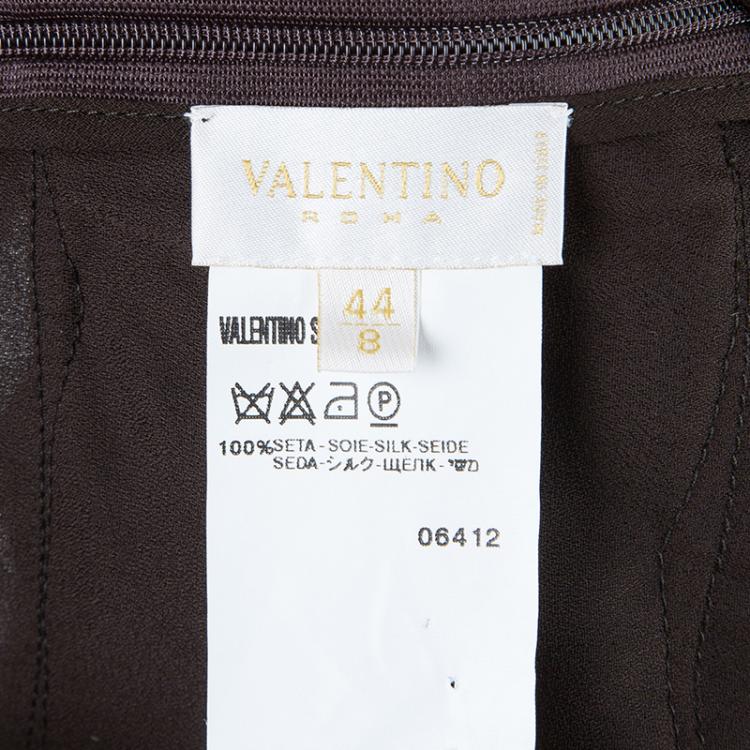 VALENTINO
ROMA
MADE IN ITALY
44
8
VALENTINO S
P
100% SETA-SOIE-SILK-SEIDE
SEDA-シルク-ЩЕЛК-משי
06412